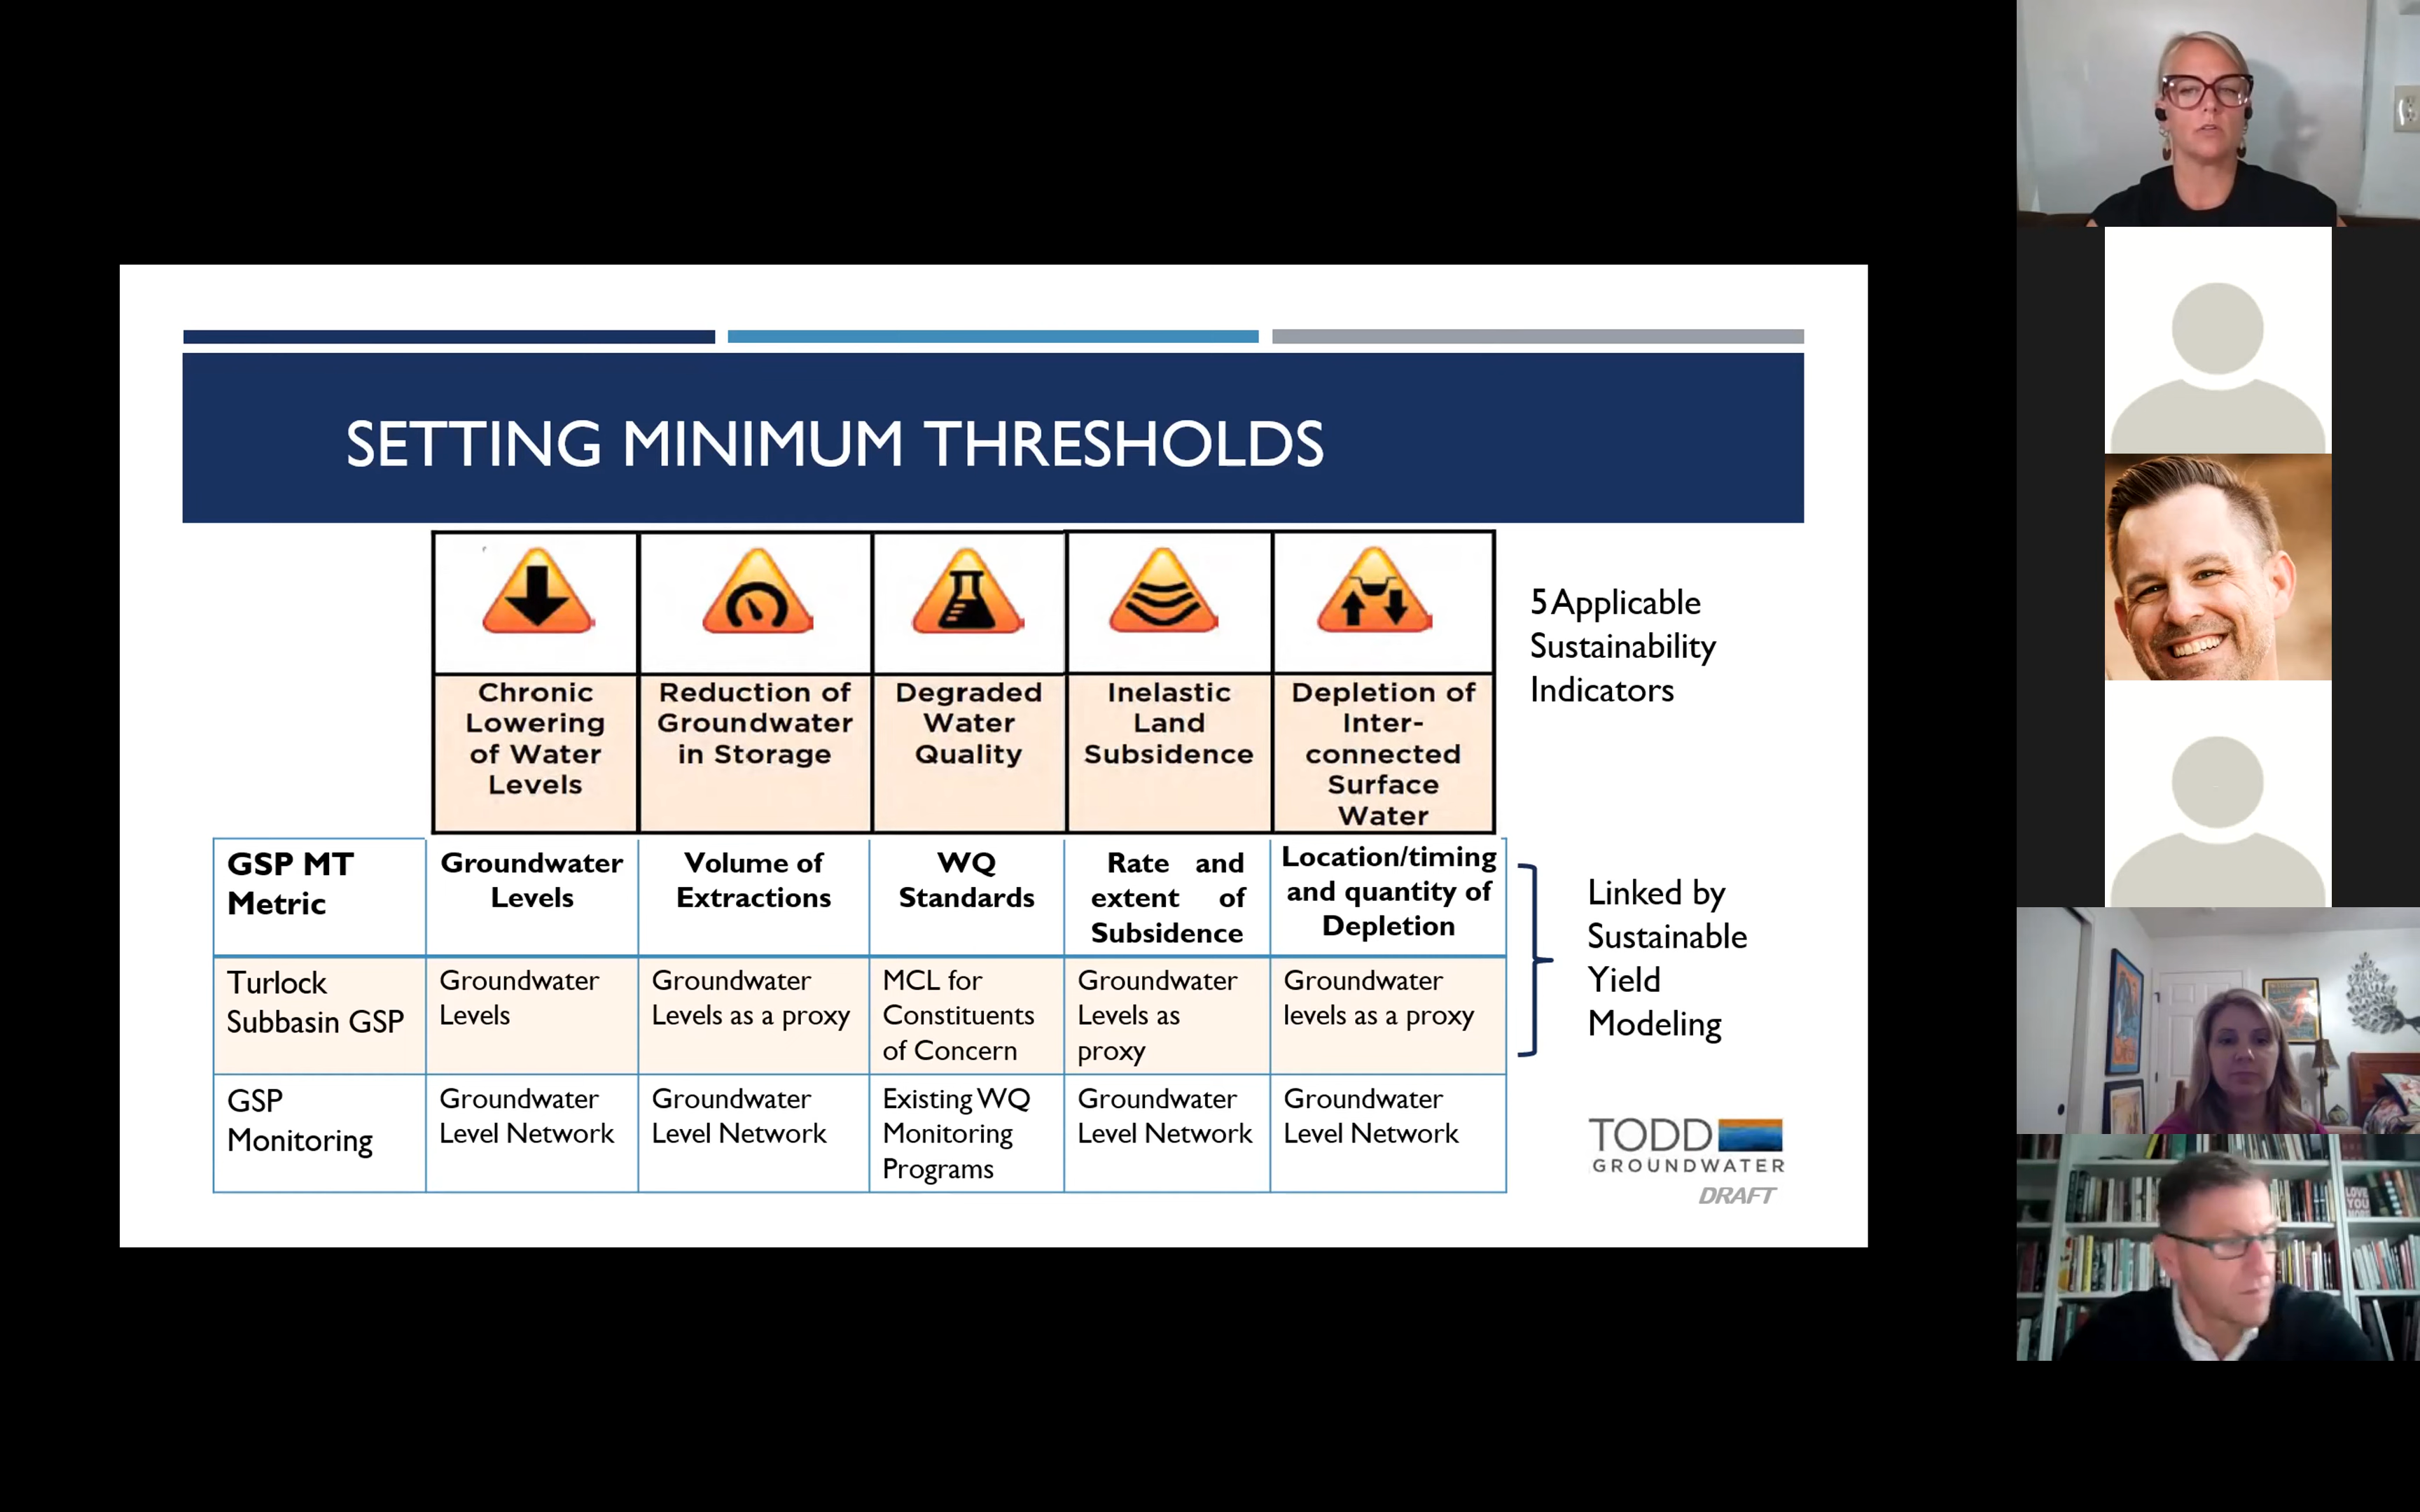 SETTING MINIMUM THRESHOLDS
Chronic
Lowering
of Water
Levels
Reduction of
Groundwater
in Storage
Degraded
Water
Quality
Inelastic
Land
Subsidence
Depletion of
Inter-
connected
Surface
Water
5 Applicable
Sustainability
Indicators
GSP MT
Metric
Groundwater
Levels
Volume of
Extractions
WQ
Standards
Rate and
extent of
Subsidence
Location/timing
and quantity of
Depletion
Turlock
Subbasin GSP
Groundwater
Levels
Groundwater
Levels as a proxy
MCL for
Constituents
of Concern
Groundwater
Levels as
proxy
Groundwater
levels as a proxy
GSP
Monitoring
Groundwater
Level Network
Groundwater
Level Network
Existing WQ
Monitoring
Programs
Groundwater
Level Network
Groundwater
Level Network
Linked by
Sustainable
Yield
Modeling
TODD
GROUNDWATER
DRAFT
LOVE
YOU